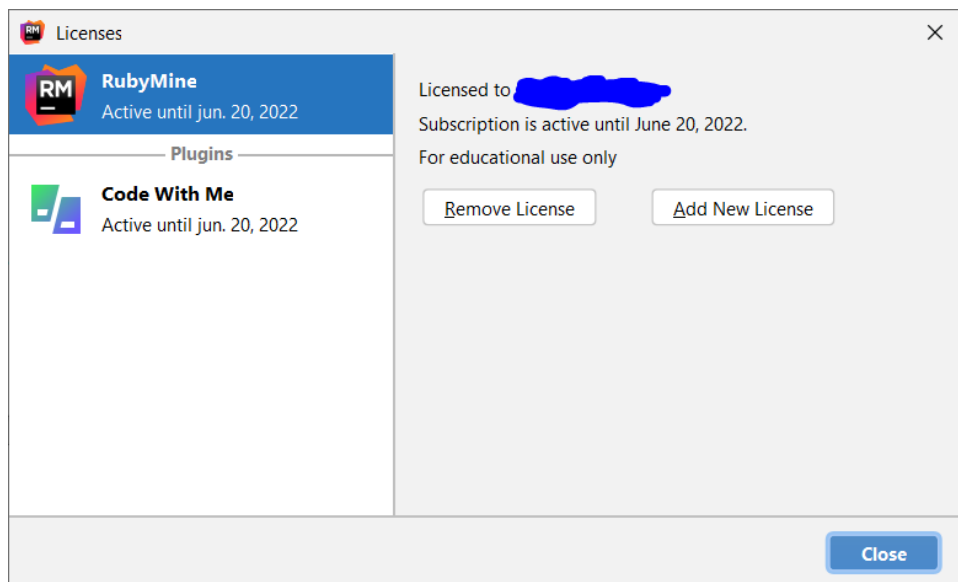 RM Licenses
RM
RubyMine
Active until jun. 20, 2022
Plugins
Code With Me
Active until jun. 20, 2022
Licensed to
Subscription is active until June 20, 2022.
For educational use only
Remove License Add New License
Close